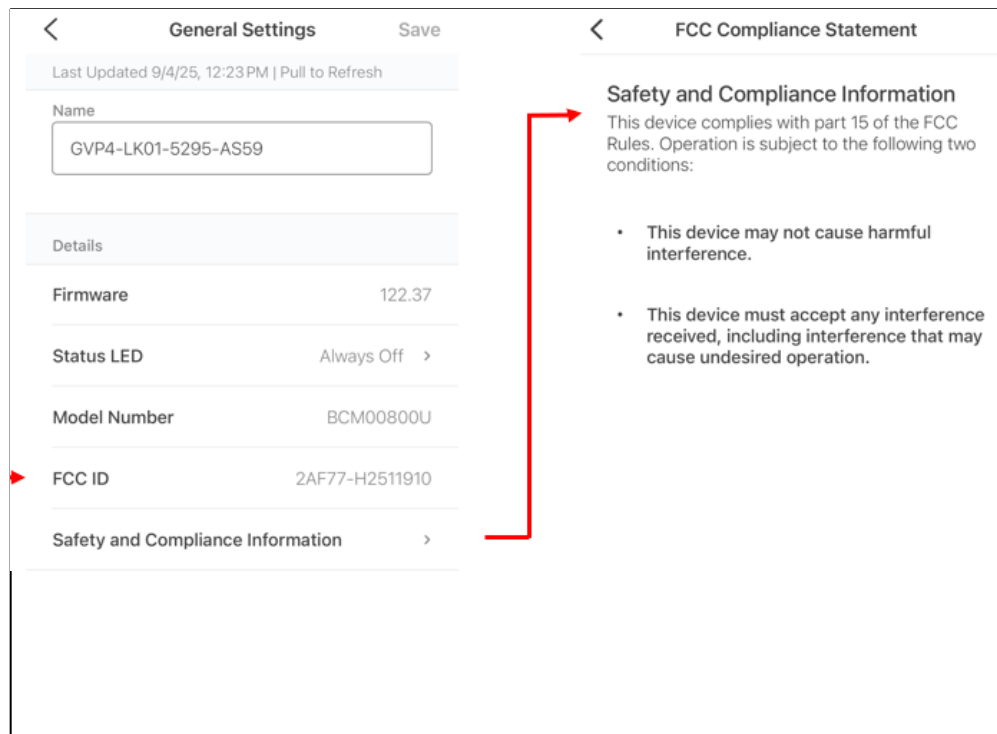 General Settings
Save
Last Updated 9/4/25, 12:23 PM | Pull to Refresh
Name
GVP4-LK01-5295-AS59
Details
Firmware 122.37
Status LED Always Off >
Model Number BCM00800U
FCC ID 2AF77-H2511910
Safety and Compliance Information >
FCC Compliance Statement
Safety and Compliance Information
This device complies with part 15 of the FCC
Rules. Operation is subject to the following two
conditions:
• This device may not cause harmful
interference.
• This device must accept any interference
received, including interference that may
cause undesired operation.